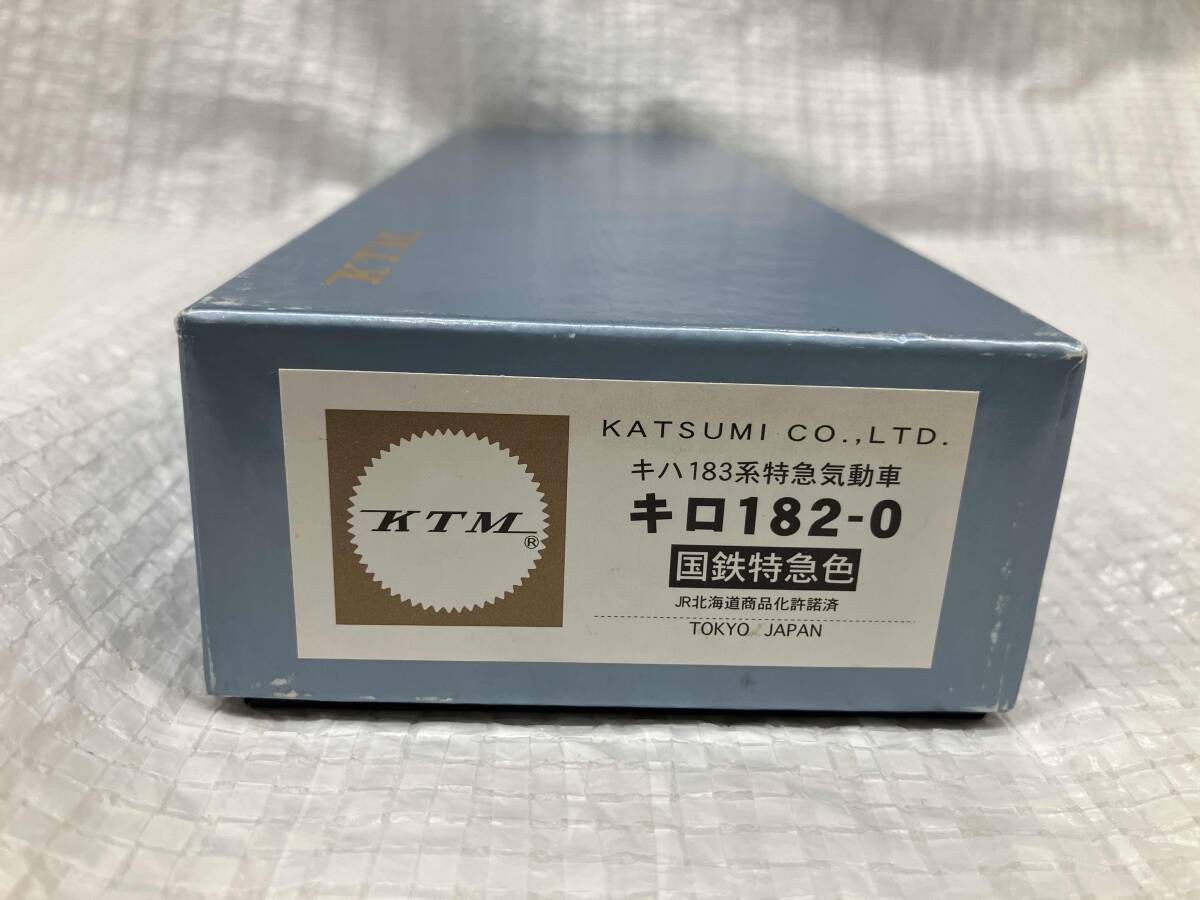 KTM
KTM®
KATSUMI CO.,LTD.
キハ183系特急気動車
キロ182-0
国鉄特急色
JR北海道商品化許諾済
TOKYO JAPAN